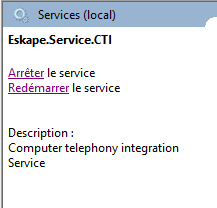 Services (local)
Eskape.Service.CTI
Arrêter le service
Redémarrer le service
Description :
Computer telephony integration
Service